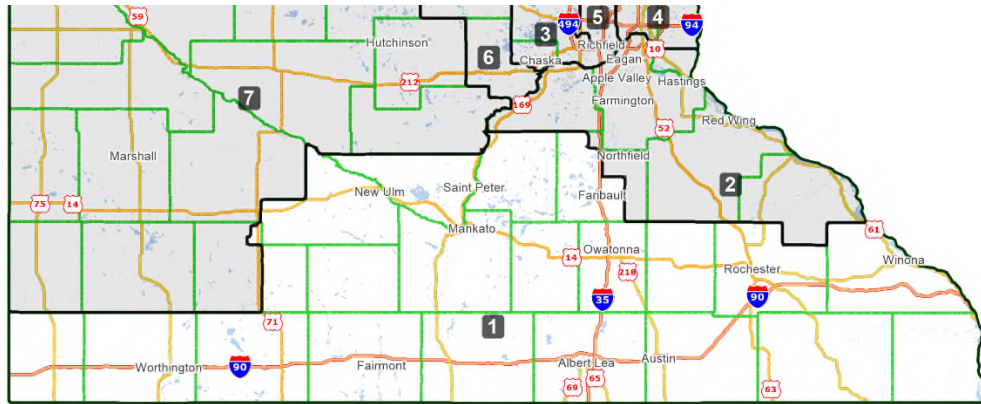 59
494
5
4
94
3
Hutchinson
Richfield
10
6
Chaska
Eagan
212
Apple Valley
Hastings
7
169
Farmington
Red Wing
52
Marshall
Northfield
2
New Ulm
Saint Peter
Faribault
75
14
Mankato
61
Owatonna
14
218
Rochester
Winona
35
90
71
1
90
Worthington
Fairmont
Albert Lea
Austin
69
65
63